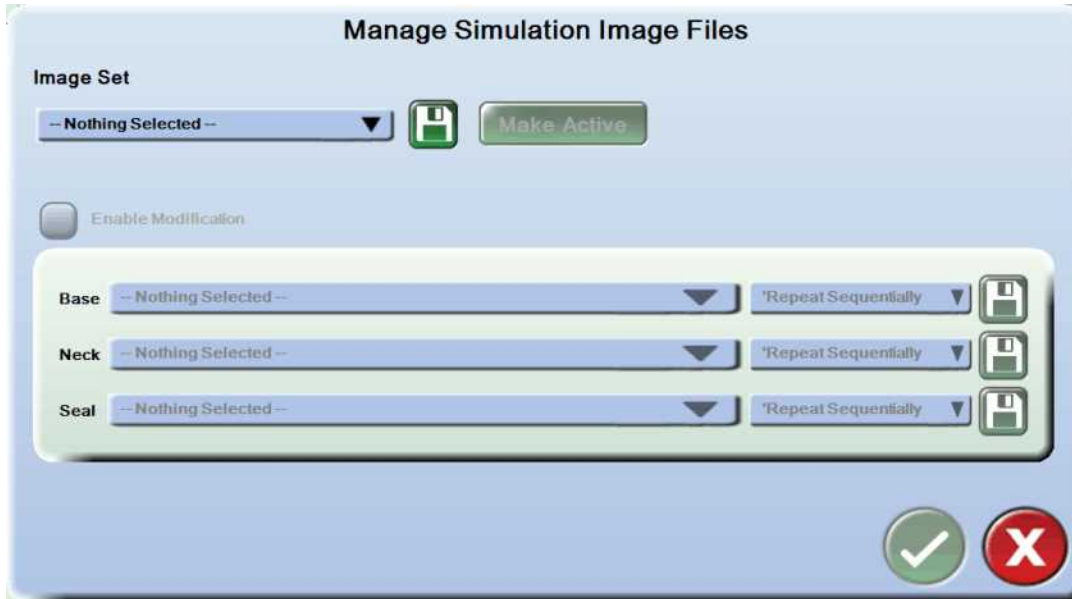 Manage Simulation Image Files
Image Set
-- Nothing Selected --
Make Active
Enable Modification
Base -- Nothing Selected -- 'Repeat Sequentially
Neck -- Nothing Selected -- 'Repeat Sequentially
Seal -- Nothing Selected -- 'Repeat Sequentially